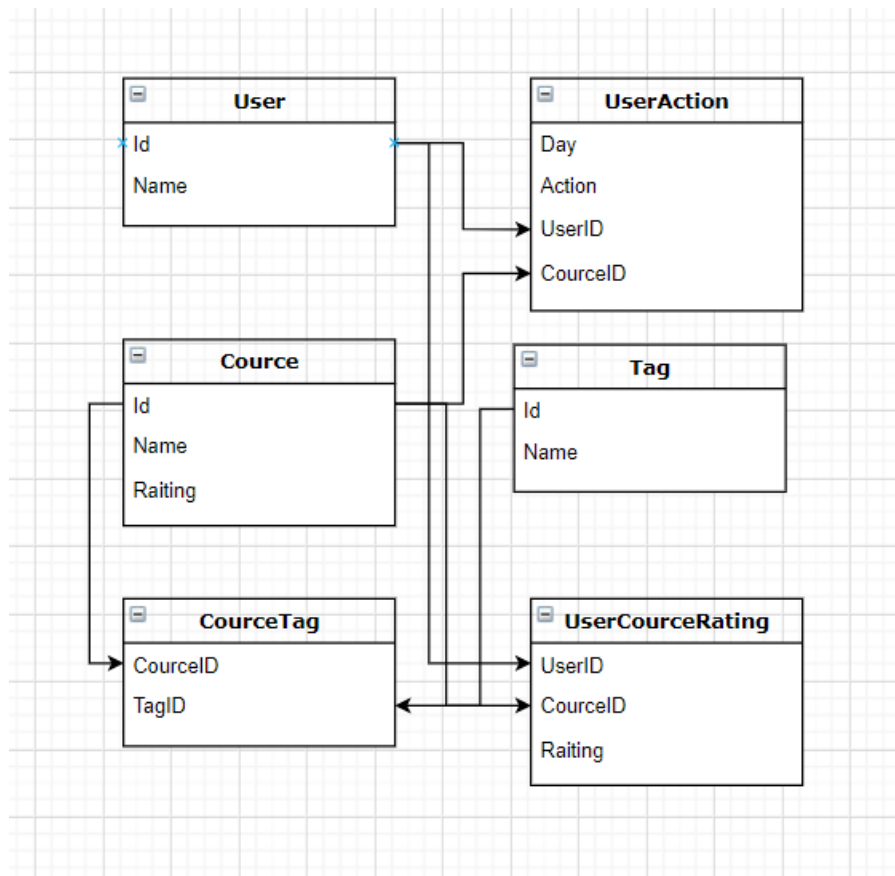 User
Id
Name
UserAction
Day
Action
UserID
CourceID
Cource
Id
Name
Raiting
Tag
Id
Name
CourceTag
CourceID
TagID
UserCourceRating
UserID
CourceID
Raiting